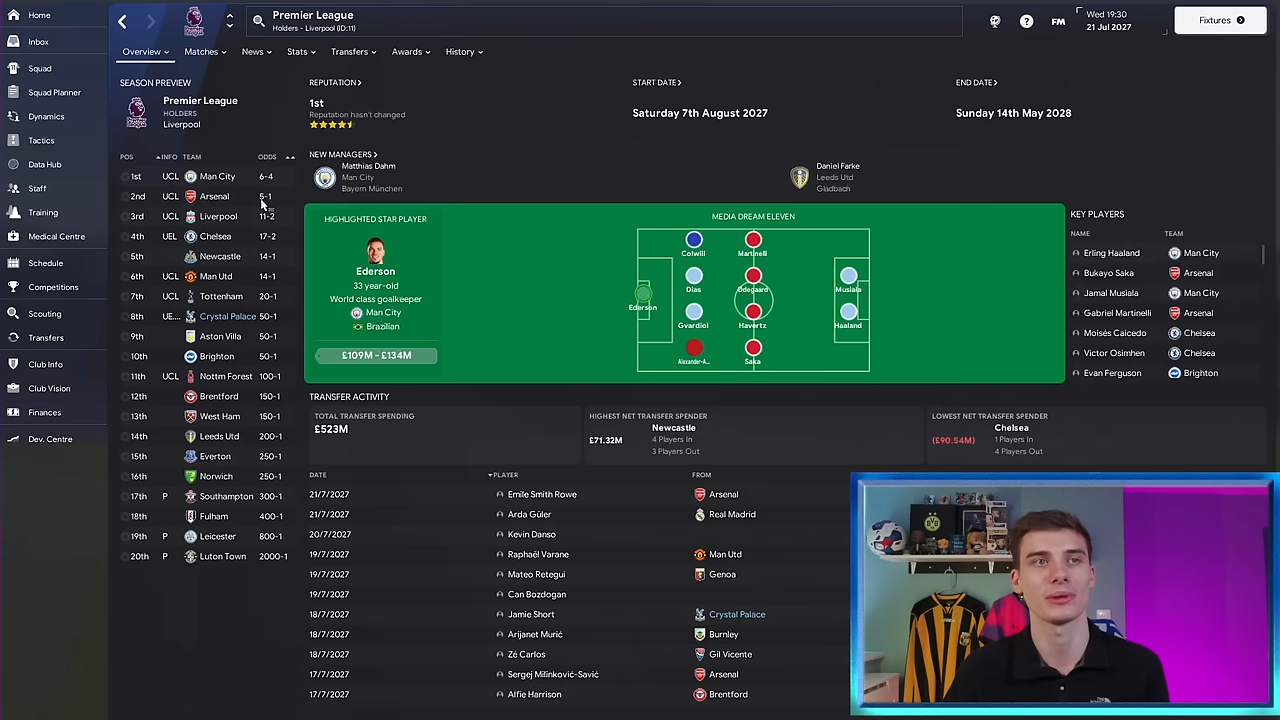 Home
Inbox
Squad
Squad Planner
Dynamics
Tactics
Data Hub
Staff
Training
Medical Centre
Schedule
Competitions
Scouting
Transfers
Club Info
Club Vision
Finances
Dev. Centre
Premier League
Holders - Liverpool (ID:11)
FM
Wed 19:30
21 Jul 2027
Fixtures
Overview Matches News Stats Transfers Awards History
SEASON PREVIEW
Premier League
HOLDERS
Liverpool
POS INFO TEAM ODDS
1st UCL Man City 6-4
2nd UCL Arsenal 5-1
3rd UCL Liverpool 11-2
4th UEL Chelsea 17-2
5th Newcastle 14-1
6th UCL Man Utd 14-1
7th UCL Tottenham 20-1
8th UE.... Crystal Palace 50-1
9th Aston Villa 50-1
10th Brighton 50-1
11th UCL Nottm Forest 100-1
12th Brentford 150-1
13th West Ham 150-1
14th Leeds Utd 200-1
15th Everton 250-1
16th Norwich 250-1
17th P Southampton 300-1
18th Fulham 400-1
19th P Leicester 800-1
20th P Luton Town 2000-1
REPUTATION
1st
Reputation hasn't changed
START DATE
Saturday 7th August 2027
END DATE
Sunday 14th May 2028
NEW MANAGERS
Matthias Dahm
Man City
Bayern München
Daniel Farke
Leeds Utd
Gladbach
HIGHLIGHTED STAR PLAYER
Ederson
33 year-old
World class goalkeeper
Man City
Brazilian
£109M - £134M
MEDIA DREAM ELEVEN
Colwill
Martinelli
Dias
Ødegaard
Musiala
Ederson
Gvardiol
Havertz
Haaland
Alexander-A...
Saka
KEY PLAYERS
NAME TEAM
Erling Haaland Man City
Bukayo Saka Arsenal
Jamal Musiala Man City
Gabriel Martinelli Arsenal
Moisés Caicedo Chelsea
Victor Osimhen Chelsea
Evan Ferguson Brighton
TRANSFER ACTIVITY
TOTAL TRANSFER SPENDING
£523M
HIGHEST NET TRANSFER SPENDER
£71.32M
Newcastle
4 Players In
3 Players Out
LOWEST NET TRANSFER SPENDER
(£90.54M)
Chelsea
1 Players In
4 Players Out
DATE PLAYER FROM
21/7/2027 Emile Smith Rowe Arsenal
21/7/2027 Arda Güler Real Madrid
20/7/2027 Kevin Danso
19/7/2027 Raphaël Varane Man Utd
19/7/2027 Mateo Retegui Genoa
19/7/2027 Can Bozdogan
18/7/2027 Jamie Short Crystal Palace
18/7/2027 Arijanet Murić Burnley
18/7/2027 Zé Carlos Gil Vicente
17/7/2027 Sergej Milinković-Savić Arsenal
17/7/2027 Alfie Harrison Brentford